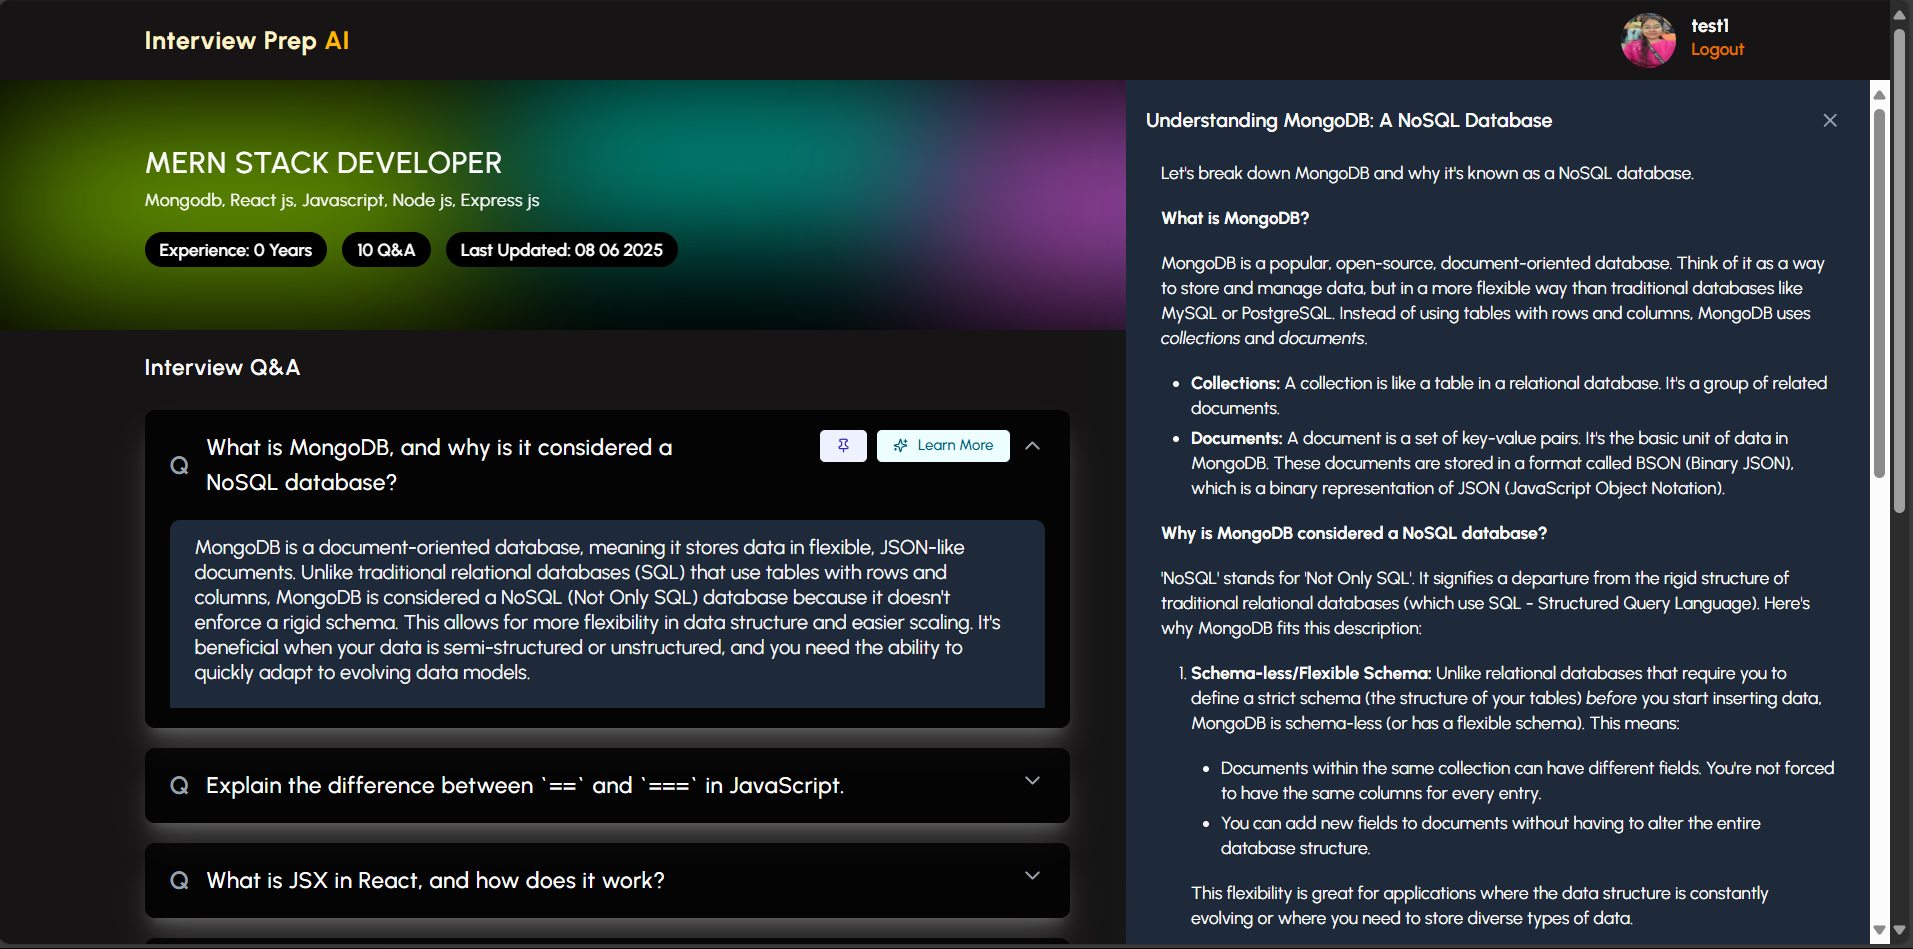 Interview Prep AI
test1
Logout
MERN STACK DEVELOPER
Mongodb, React js, Javascript, Node js, Express js
Experience: 0 Years
10 Q&A
Last Updated: 08 06 2025
Interview Q&A
Q
What is MongoDB, and why is it considered a
NoSQL database?
Learn More
MongoDB is a document-oriented database, meaning it stores data in flexible, JSON-like
documents. Unlike traditional relational databases (SQL) that use tables with rows and
columns, MongoDB is considered a NoSQL (Not Only SQL) database because it doesn't
enforce a rigid schema. This allows for more flexibility in data structure and easier scaling. It's
beneficial when your data is semi-structured or unstructured, and you need the ability to
quickly adapt to evolving data models.
Q Explain the difference between `==` and `===` in JavaScript.
Q What is JSX in React, and how does it work?
Understanding MongoDB: A NoSQL Database
Let's break down MongoDB and why it's known as a NoSQL database.
What is MongoDB?
MongoDB is a popular, open-source, document-oriented database. Think of it as a way
to store and manage data, but in a more flexible way than traditional databases like
MySQL or PostgreSQL. Instead of using tables with rows and columns, MongoDB uses
collections and documents.
• Collections: A collection is like a table in a relational database. It's a group of related
documents.
• Documents: A document is a set of key-value pairs. It's the basic unit of data in
MongoDB. These documents are stored in a format called BSON (Binary JSON),
which is a binary representation of JSON (JavaScript Object Notation).
Why is MongoDB considered a NoSQL database?
'NoSQL' stands for 'Not Only SQL'. It signifies a departure from the rigid structure of
traditional relational databases (which use SQL - Structured Query Language). Here's
why MongoDB fits this description:
1. Schema-less/Flexible Schema: Unlike relational databases that require you to
define a strict schema (the structure of your tables) before you start inserting data,
MongoDB is schema-less (or has a flexible schema). This means:
• Documents within the same collection can have different fields. You're not forced
to have the same columns for every entry.
• You can add new fields to documents without having to alter the entire
database structure.
This flexibility is great for applications where the data structure is constantly
evolving or where you need to store diverse types of data.